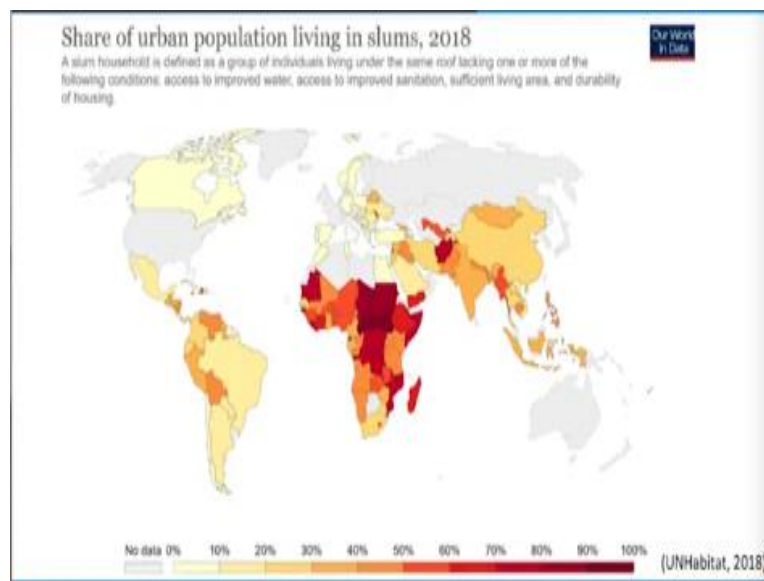 Share of urban population living in slums, 2018
Our World
in Data
A slum household is defined as a group of individuals living under the same roof lacking one or more of the
following conditions: access to improved water, access to improved sanitation, sufficient living area, and durability
of housing.
No data 0% 10% 20% 30% 40% 50% 60% 70% 80% 90% 100%
(UNHabitat, 2018)